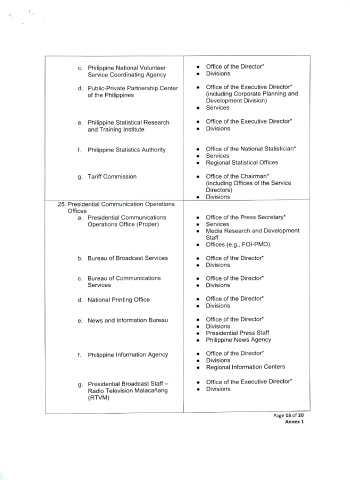 c. Philippine National Volunteer
Service Coordinating Agency
• Office of the Director*
• Divisions
d. Public-Private Partnership Center
of the Philippines
• Office of the Executive Director*
(including Corporate Planning and
Development Division)
• Services
e. Philippine Statistical Research
and Training Institute
• Office of the Executive Director*
• Divisions
f. Philippine Statistics Authority
• Office of the National Statistician*
• Services
• Regional Statistical Offices
g. Tariff Commission
• Office of the Chairman*
(including Offices of the Service
Directors)
• Divisions
25. Presidential Communication Operations
Offices
a. Presidential Communications
Operations Office (Proper)
• Office of the Press Secretary*
• Services
• Media Research and Development
Staff
• Offices (e.g., FOI-PMO)
b. Bureau of Broadcast Services
• Office of the Director*
• Divisions
c. Bureau of Communications
Services
• Office of the Director*
• Divisions
d. National Printing Office
• Office of the Director*
• Divisions
e. News and Information Bureau
• Office of the Director*
• Divisions
• Presidential Press Staff
• Philippine News Agency
f. Philippine Information Agency
• Office of the Director*
• Divisions
• Regional Information Centers
g. Presidential Broadcast Staff –
Radio Television Malacañang
(RTVM)
• Office of the Executive Director*
• Divisions
Page 13 of 20
Annex 1